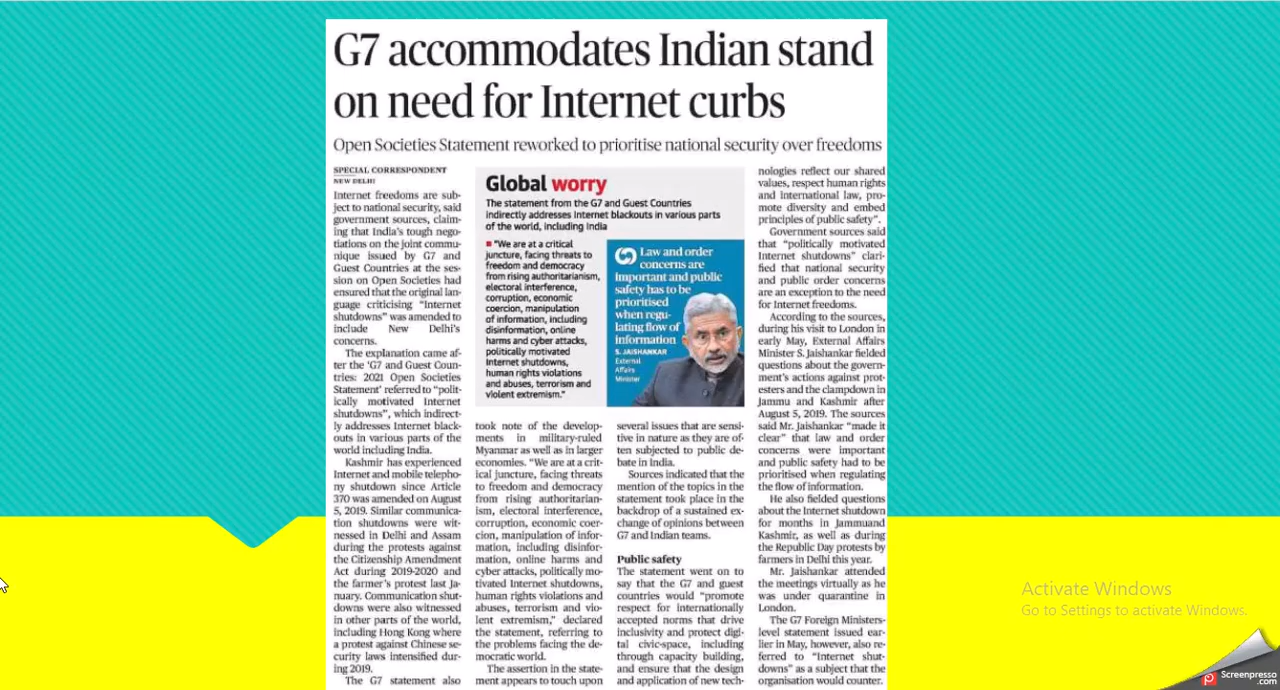 G7 accommodates Indian stand
on need for Internet curbs
Open Societies Statement reworked to prioritise national security over freedoms
SPECIAL CORRESPONDENT
NEW DELHI
Internet freedoms are sub-
ject to national security, said
government sources, claim-
ing that India's tough nego-
tiations on the joint commu-
nique issued by G7 and
Guest Countries at the ses-
sion on Open Societies had
ensured that the original lan-
guage criticising "Internet
shutdowns" was amended to
include New Delhi's
concerns.
The explanation came af-
ter the 'G7 and Guest Coun-
tries: 2021 Open Societies
Statement' referred to "polit-
ically motivated Internet
shutdowns", which indirect-
ly addresses Internet black-
outs in various parts of the
world including India.
Kashmir has experienced
Internet and mobile telepho-
ny shutdown since Article
370 was amended on August
5, 2019. Similar communica-
tion shutdowns were wit-
nessed in Delhi and Assam
during the protests against
the Citizenship Amendment
Act during 2019-2020 and
the farmer's protest last Ja-
nuary. Communication shut-
downs were also witnessed
in other parts of the world,
including Hong Kong where
a protest against Chinese se-
curity laws intensified dur-
ing 2019.
The G7 statement also
Global worry
The statement from the G7 and Guest Countries
indirectly addresses Internet blackouts in various parts
of the world, including India
■ "We are at a critical
juncture, facing threats to
freedom and democracy
from rising authoritarianism,
electoral interference,
corruption, economic
coercion, manipulation
of information, including
disinformation, online
harms and cyber attacks,
politically motivated
Internet shutdowns,
human rights violations
and abuses, terrorism and
violent extremism."
Law and order
concerns are
important and public
safety has to be
prioritised
when regu-
lating flow of
information
S. JAISHANKAR
External
Affairs
Minister
took note of the develop-
ments in military-ruled
Myanmar as well as in larger
economies. "We are at a crit-
ical juncture, facing threats
to freedom and democracy
from rising authoritarian-
ism, electoral interference,
corruption, economic coer-
cion, manipulation of infor-
mation, including disinfor-
mation, online harms and
cyber attacks, politically mo-
tivated Internet shutdowns,
human rights violations and
abuses, terrorism and vio-
lent extremism," declared
the statement, referring to
the problems facing the de-
mocratic world.
The assertion in the state-
ment appears to touch upon
several issues that are sensi-
tive in nature as they are of-
ten subjected to public de-
bate in India.
Sources indicated that the
mention of the topics in the
statement took place in the
backdrop of a sustained ex-
change of opinions between
G7 and Indian teams.
Public safety
The statement went on to
say that the G7 and guest
countries would "promote
respect for internationally
accepted norms that drive
inclusivity and protect digi-
tal civic-space, including
through capacity building,
and ensure that the design
and application of new tech-
nologies reflect our shared
values, respect human rights
and international law, pro-
mote diversity and embed
principles of public safety".
Government sources said
that "politically motivated
Internet shutdowns" clari-
fied that national security
and public order concerns
are an exception to the need
for Internet freedoms.
According to the sources,
during his visit to London in
early May, External Affairs
Minister S. Jaishankar fielded
questions about the govern-
ment's actions against prot-
esters and the clampdown in
Jammu and Kashmir after
August 5, 2019. The sources
said Mr. Jaishankar "made it
clear" that law and order
concerns were important
and public safety had to be
prioritised when regulating
the flow of information.
He also fielded questions
about the Internet shutdown
for months in Jammuand
Kashmir, as well as during
the Republic Day protests by
farmers in Delhi this year.
Mr. Jaishankar attended
the meetings virtually as he
was under quarantine in
London.
The G7 Foreign Ministers-
level statement issued ear-
lier in May, however, also re-
ferred to "Internet shut-
downs" as a subject that the
organisation would counter.
Activate Windows
Go to Settings to activate Windows.
Screenpresso
.com